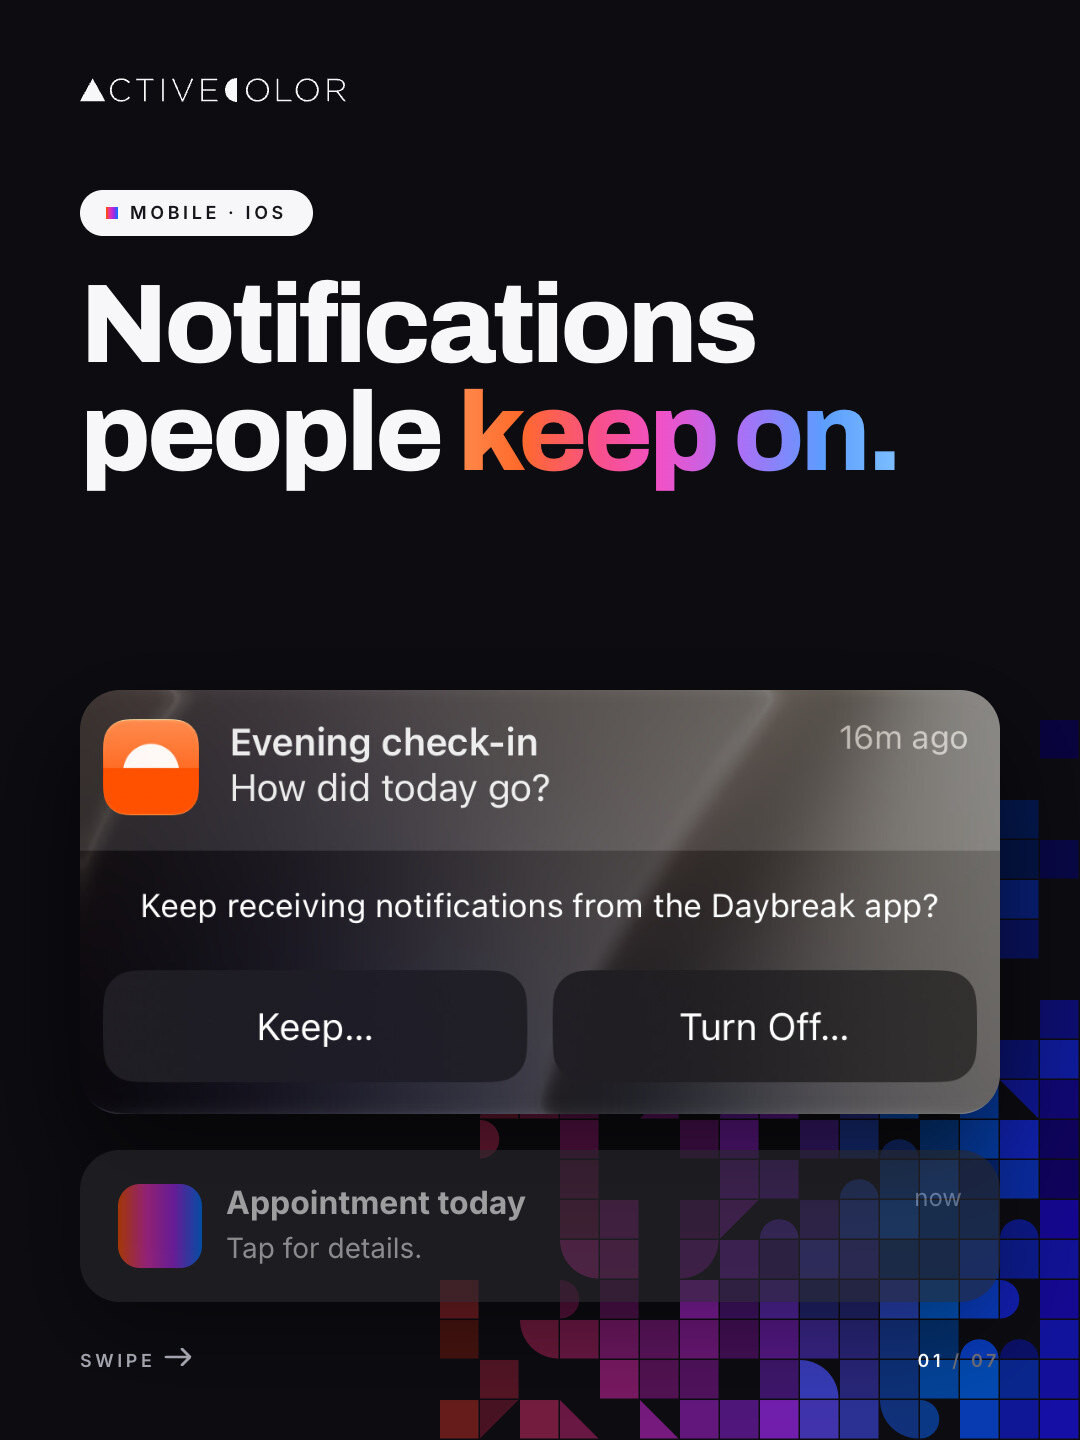 ACTIVECOLOR
MOBILE · IOS
Notifications
people keep on.
Evening check-in
16m ago
How did today go?
Keep receiving notifications from the Daybreak app?
Keep...
Turn Off...
Appointment today
now
Tap for details.
SWIPE →
01 / 07